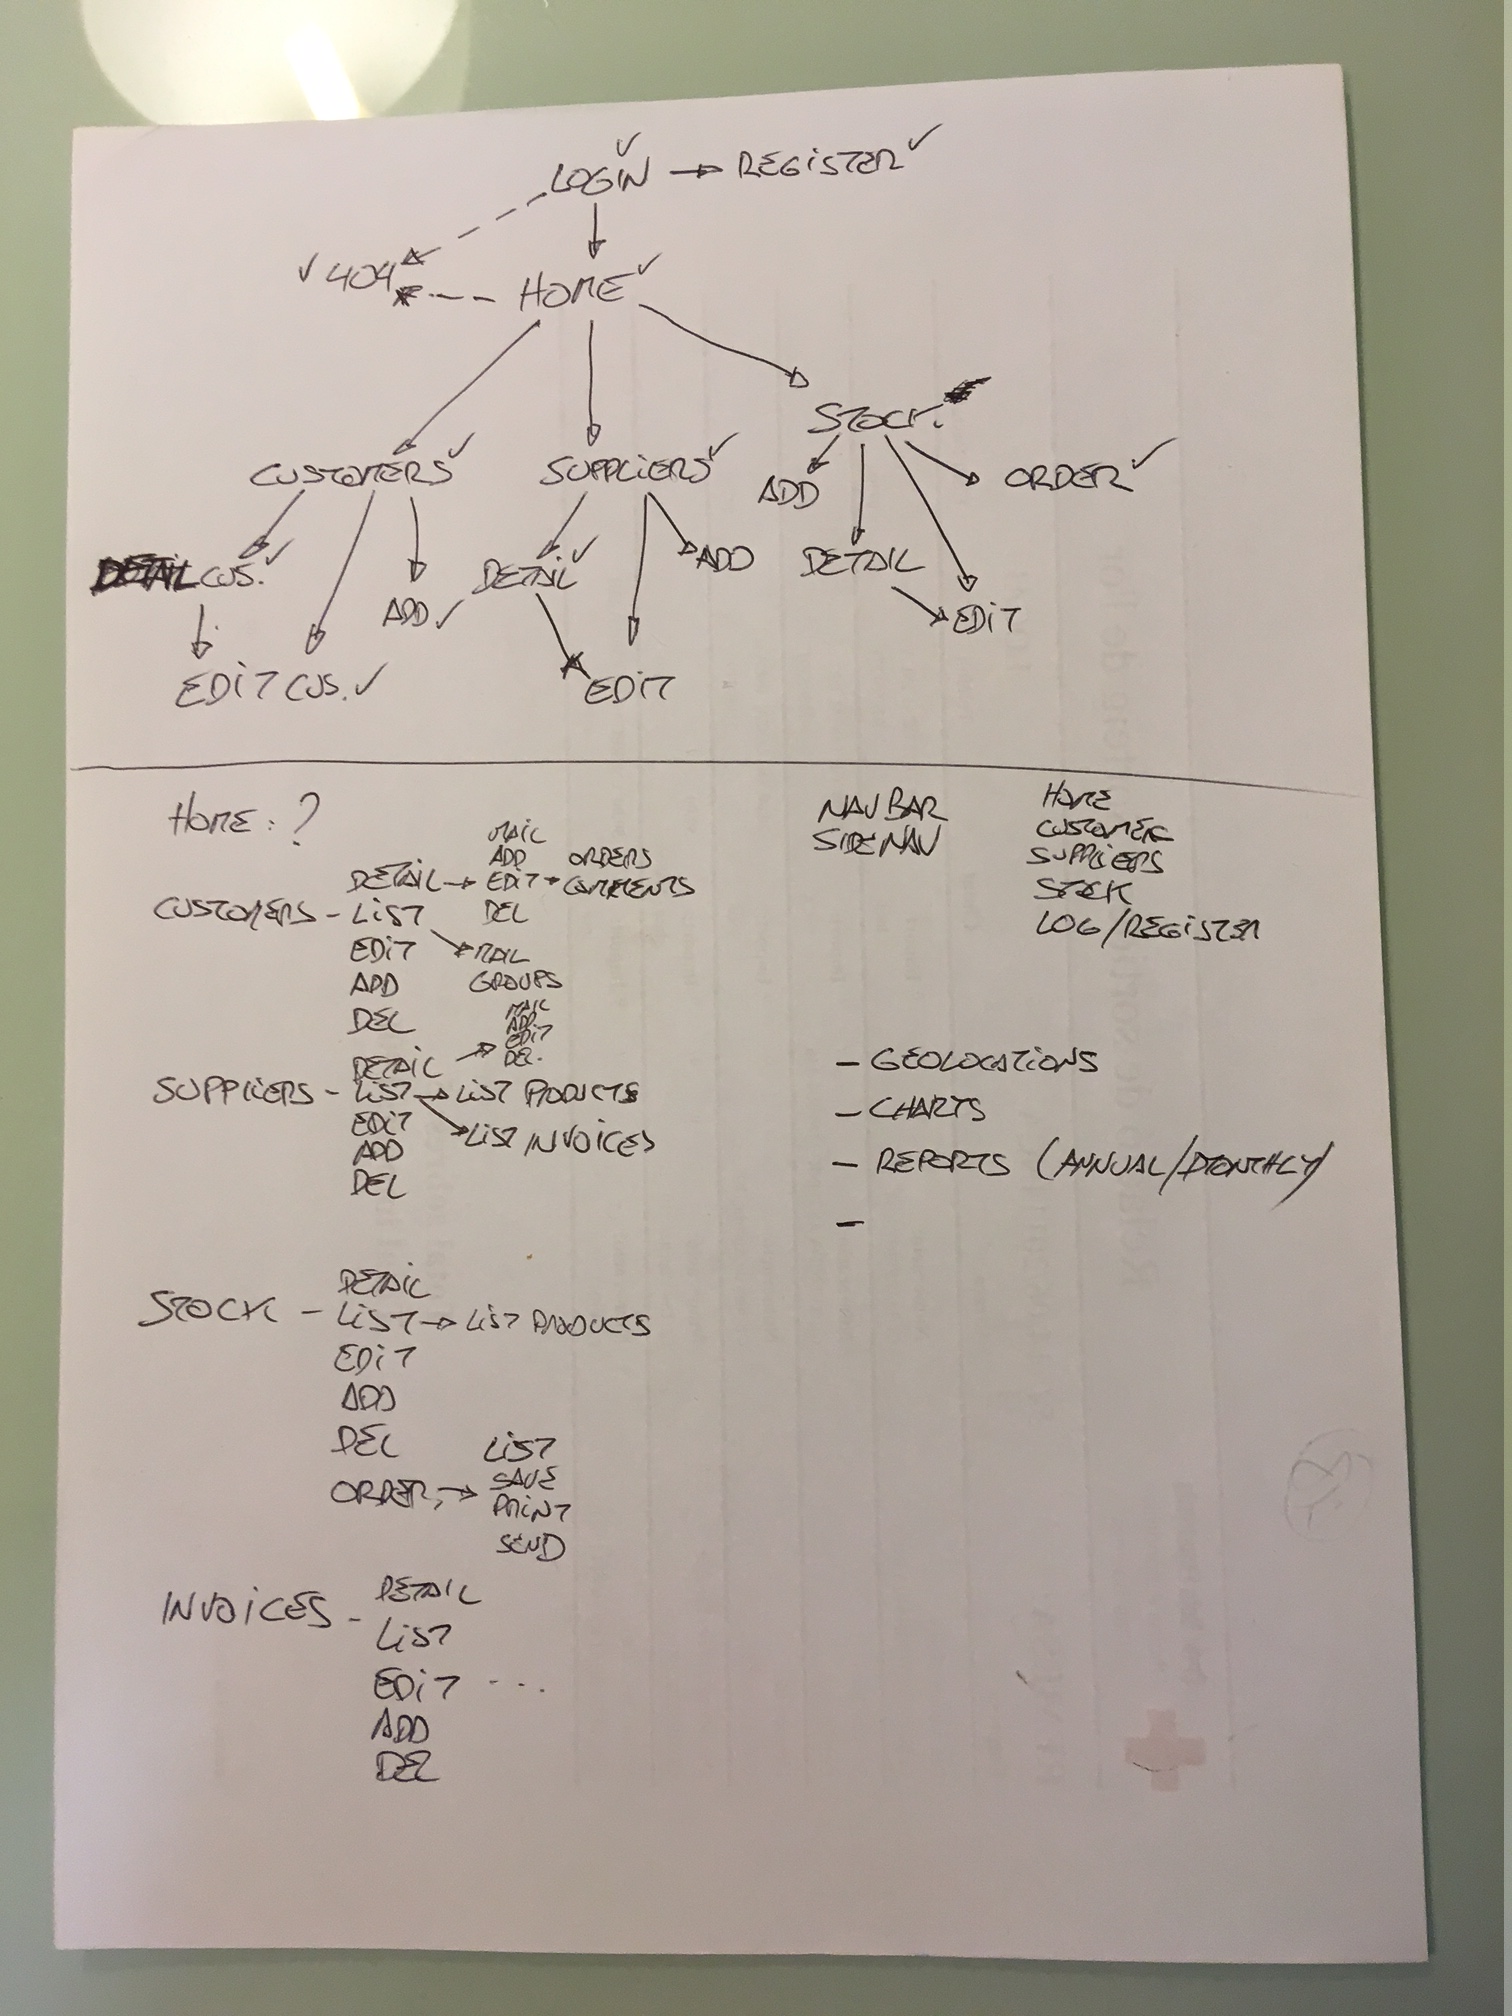 LOGIN ✓ → REGISTER ✓
✓ 404
HOME ✓
STOCK.
CUSTOMERS ✓
SUPPLIERS ✓
ADD
ORDER ✓
DETAIL CUS. ✓
ADD ✓
DETAIL ✓
ADD
DETAIL
EDIT
EDIT CUS. ✓
EDIT
HOME: ?
CUSTOMERS -
DETAIL →
LIST
EDIT
ADD
DEL
MAIL
ADD
EDIT →
DEL
ORDERS
COMMENTS
MAIL
GROUPS
SUPPLIERS -
DETAIL →
LIST → LIST PRODUCTS
LIST INVOICES
EDIT
ADD
DEL
MAIL
ADD
EDIT
DEL.
STOCK -
DETAIL
LIST → LIST PRODUCTS
EDIT
ADD
DEL
ORDER, →
LIST
SAVE
PRINT
SEND
INVOICES -
DETAIL
LIST
EDIT ...
ADD
DEL
NAVBAR
SIDENAV
HOME
CUSTOMER
SUPPLIERS
STOCK
LOG/REGISTER
- GEOLOCATIONS
- CHARTS
- REPORTS (ANNUAL/MONTHLY)
-